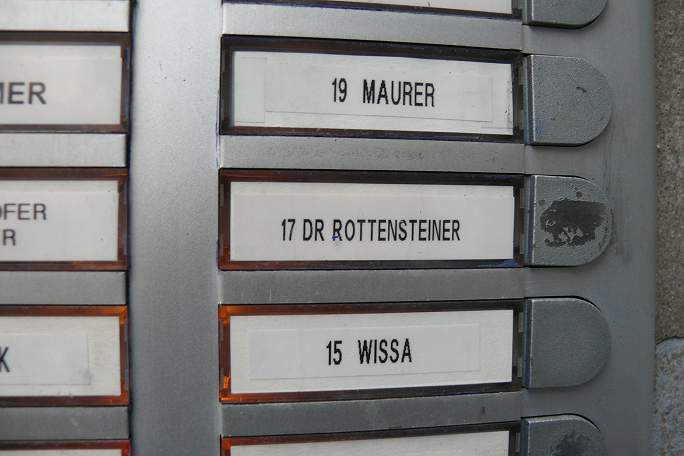 19 MAURER
17 DR ROTTENSTEINER
15 WISSA